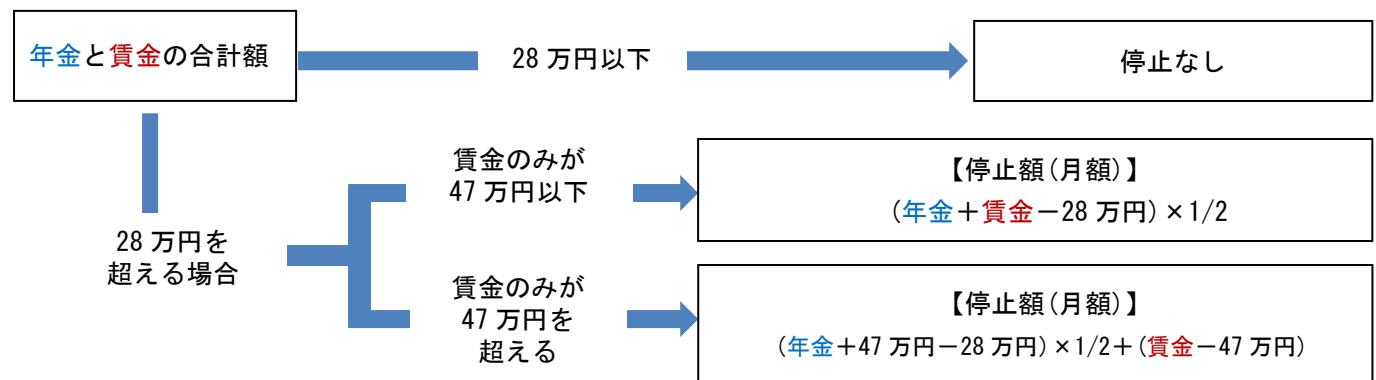 年金と賃金の合計額
28 万円以下
停止なし
28 万円を
超える場合
賃金のみが
47 万円以下
【停止額(月額)】
(年金＋賃金－28 万円)×1/2
賃金のみが
47 万円を
超える
【停止額(月額)】
(年金＋47 万円－28 万円)×1/2＋(賃金－47 万円)